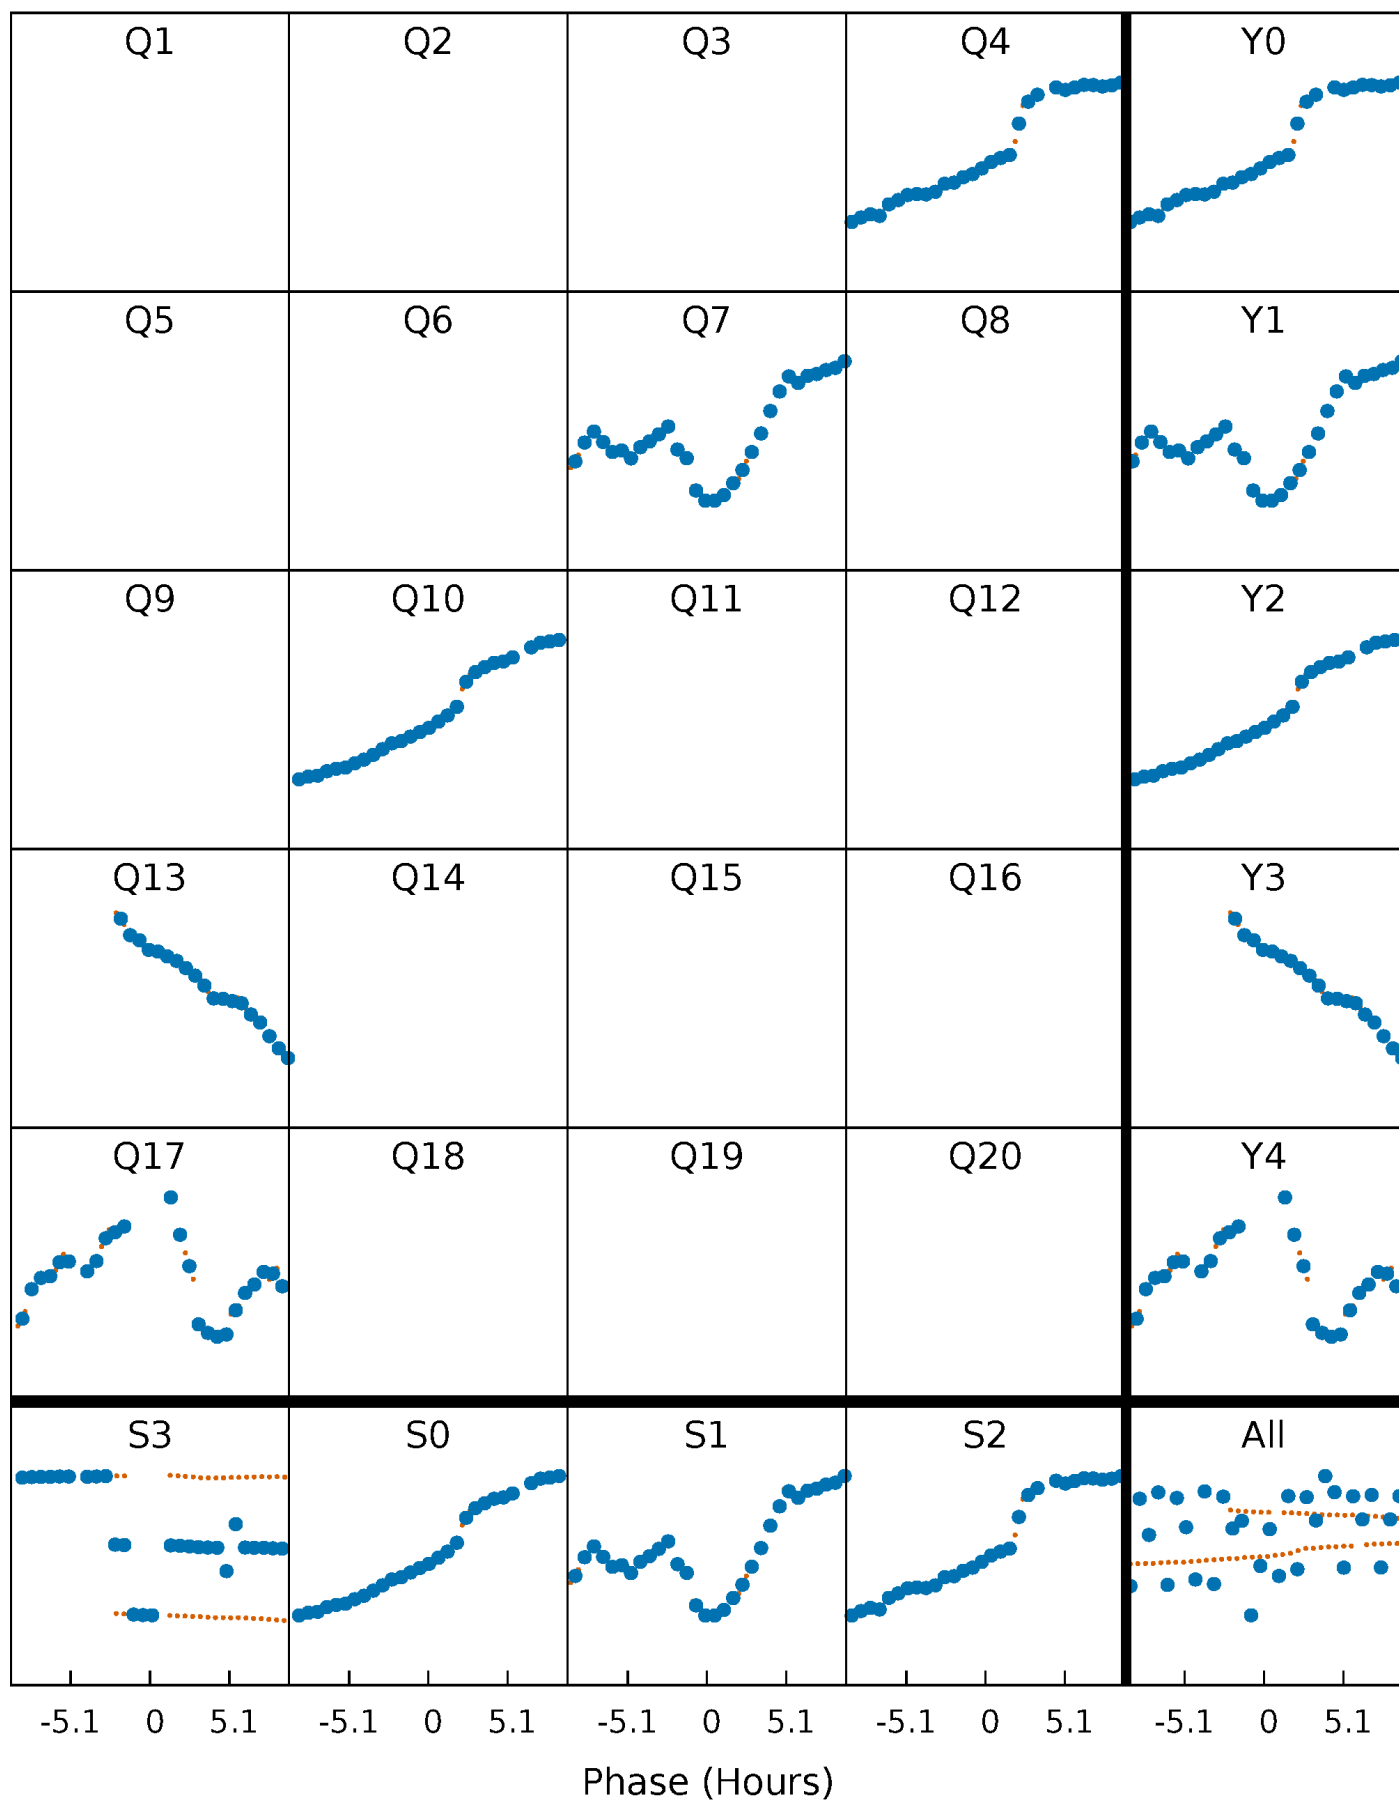 Q1 Q2 Q3 Q4 Y0
Q5 Q6 Q7 Q8 Y1
Q9 Q10 Q11 Q12 Y2
Q13 Q14 Q15 Q16 Y3
Q17 Q18 Q19 Q20 Y4
S3 S0 S1 S2 All
-5.1 0 5.1 -5.1 0 5.1 -5.1 0 5.1 -5.1 0 5.1 -5.1 0 5.1
Phase (Hours)